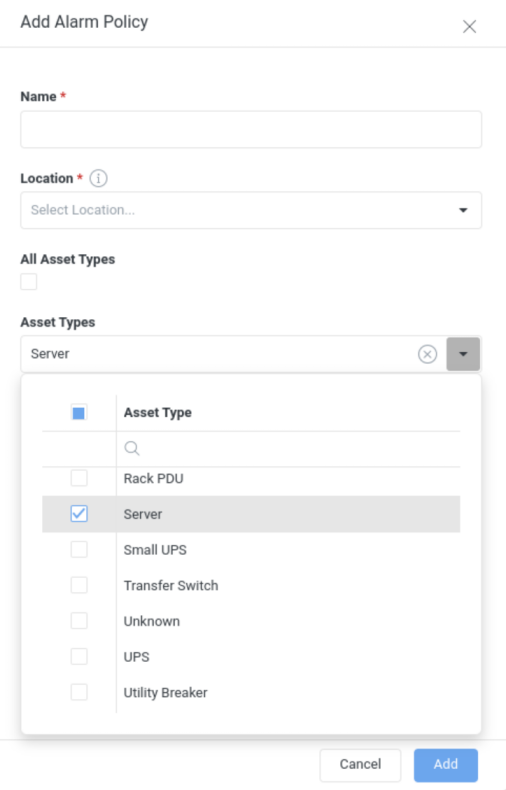 Add Alarm Policy
Name *
Location *
Select Location...
All Asset Types
Asset Types
Server
Asset Type
Rack PDU
Server
Small UPS
Transfer Switch
Unknown
UPS
Utility Breaker
Cancel Add